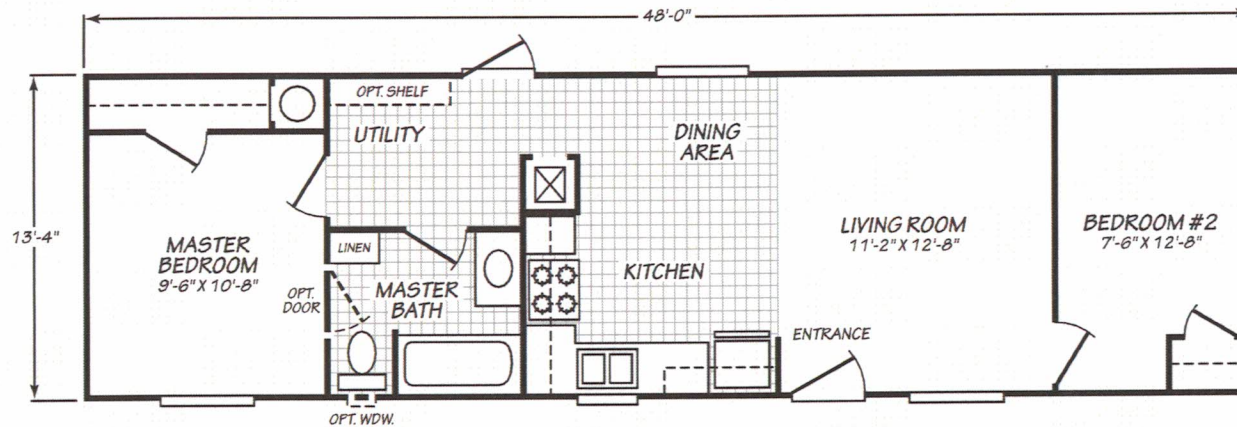 48'-0"
OPT. SHELF
UTILITY
DINING
AREA
13'-4"
MASTER
BEDROOM
9'-6" X 10'-8"
LINEN
OPT.
DOOR
MASTER
BATH
KITCHEN
LIVING ROOM
11'-2" X 12'-8"
BEDROOM #2
7'-6" X 12'-8"
ENTRANCE
OPT. WDW.